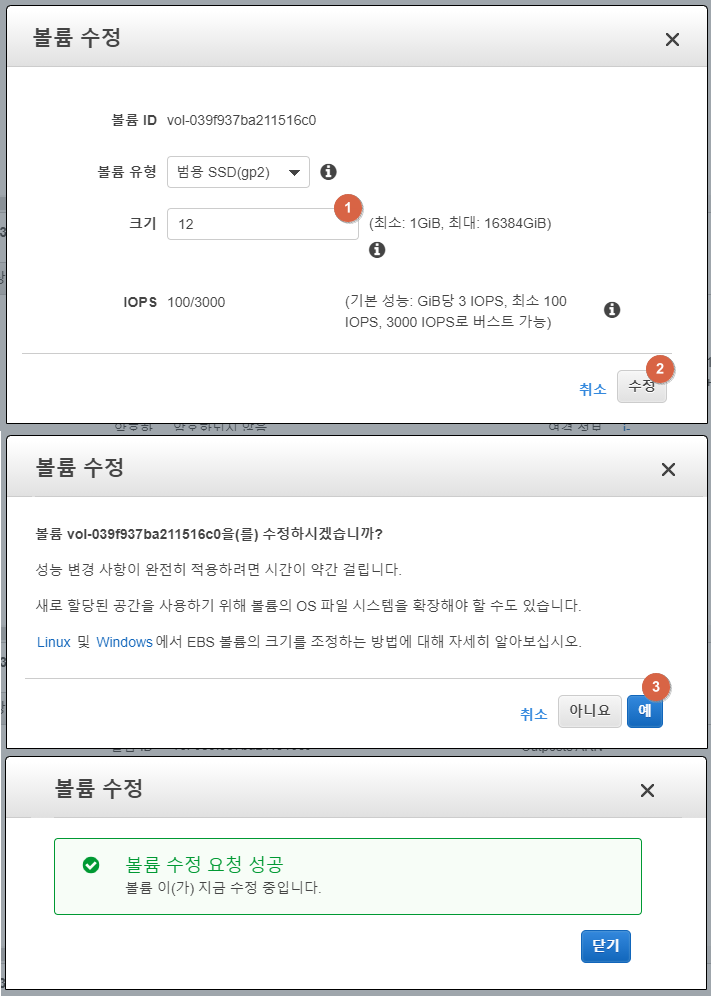 볼륨 수정
볼륨 ID vol-039f937ba211516c0
볼륨 유형 범용 SSD(gp2)
1
크기 12 (최소: 1GiB, 최대: 16384GiB)
IOPS 100/3000 (기본 성능: GiB당 3 IOPS, 최소 100
IOPS, 3000 IOPS로 버스트 가능)
2
취소 수정
볼륨 수정
볼륨 vol-039f937ba211516c0을(를) 수정하시겠습니까?
성능 변경 사항이 완전히 적용하려면 시간이 약간 걸립니다.
새로 할당된 공간을 사용하기 위해 볼륨의 OS 파일 시스템을 확장해야 할 수도 있습니다.
Linux 및 Windows에서 EBS 볼륨의 크기를 조정하는 방법에 대해 자세히 알아보십시오.
3
취소 아니요 예
볼륨 수정
볼륨 수정 요청 성공
볼륨 이(가) 지금 수정 중입니다.
닫기